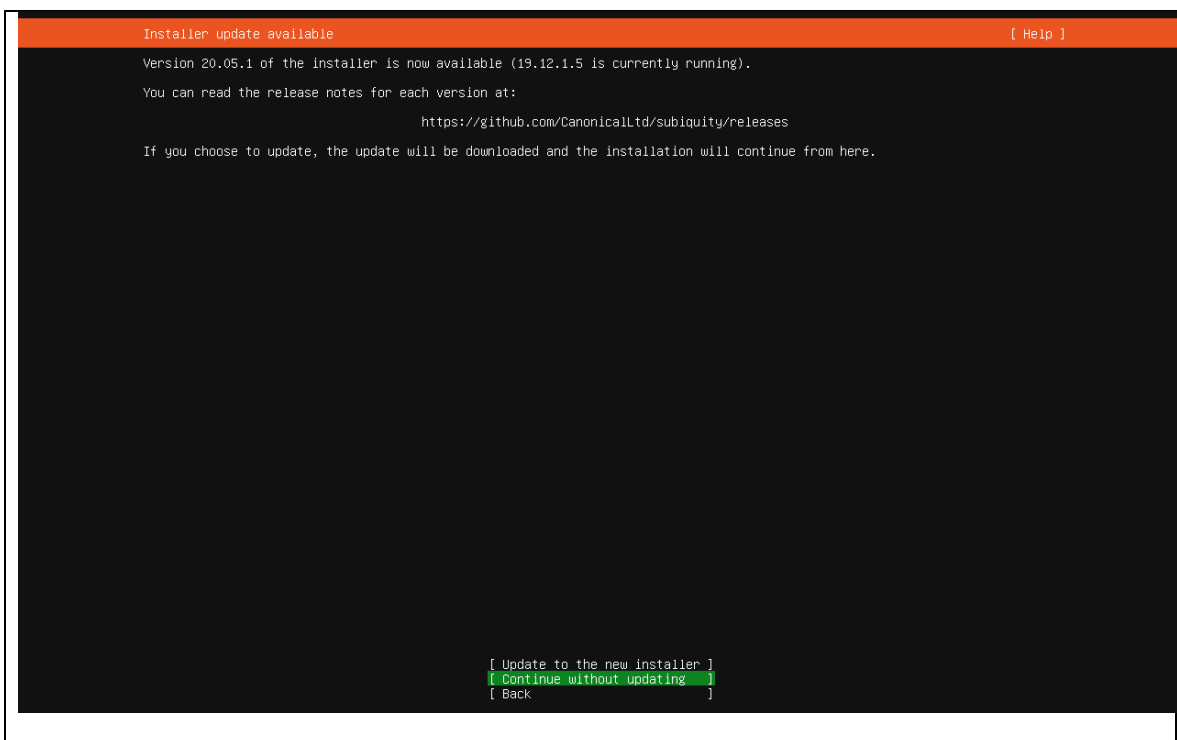 Installer update available [ Help ]
Version 20.05.1 of the installer is now available (19.12.1.5 is currently running).
You can read the release notes for each version at:
https://github.com/CanonicalLtd/subiquity/releases
If you choose to update, the update will be downloaded and the installation will continue from here.
[ Update to the new installer ]
[ Continue without updating ]
[ Back ]